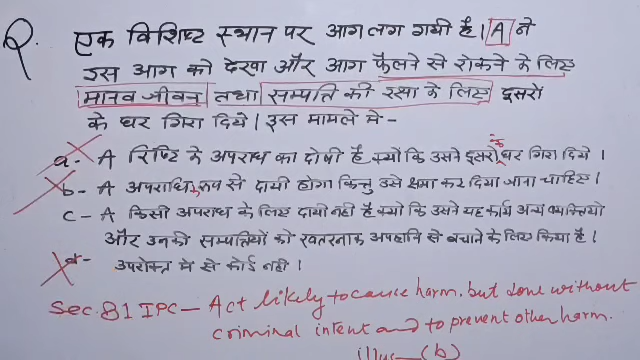 Q. एक विशिष्ट स्थान पर आग लग गयी है। A ने
इस आग को देखा और आग फैलने से रोकने के लिए
मानव जीवन तथा सम्पत्ति की रक्षा के लिए दुसरो
के घर गिरा दिये। इस मामले मे-
a- A रिष्टि के अपराध का दोषी है क्यो कि उसने दुसरो के घर गिरा दिये।
b- A अपराधिक रूप से दायी होगा किन्तु उसे क्षमा कर दिया जाना चाहिए।
c- A किसी अपराध के लिए दायी नही है क्यो कि उसने यह कार्य अन्य व्यक्तियो
और उनकी सम्पत्तियों को खतरनाक अपहानि से बचाने के लिए किया है।
d- उपरोक्त में से कोई नही।
Sec. 81 IPC- Act likely to cause harm. but done without
criminal intent and to prevent other harm.
illus-(b)